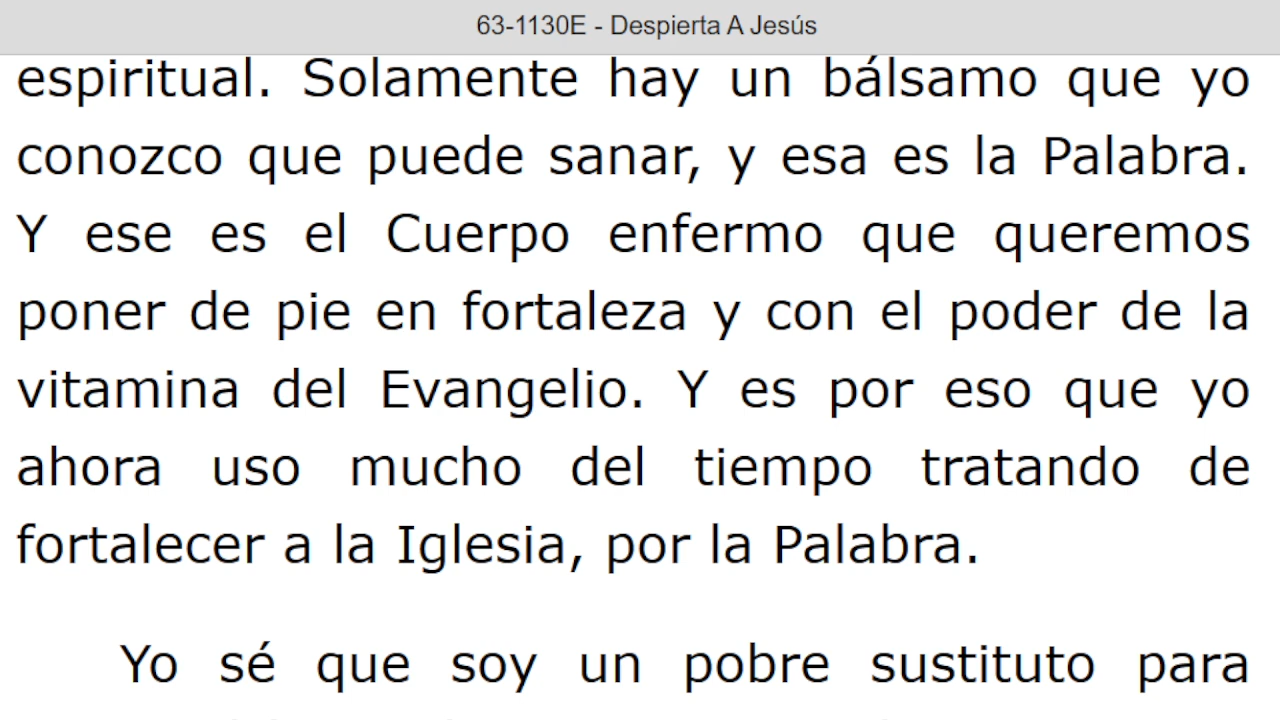 63-1130E - Despierta A Jesús
espiritual. Solamente hay un bálsamo que yo
conozco que puede sanar, y esa es la Palabra.
Y ese es el Cuerpo enfermo que queremos
poner de pie en fortaleza y con el poder de la
vitamina del Evangelio. Y es por eso que yo
ahora uso mucho del tiempo tratando de
fortalecer a la Iglesia, por la Palabra.
Yo sé que soy un pobre sustituto para